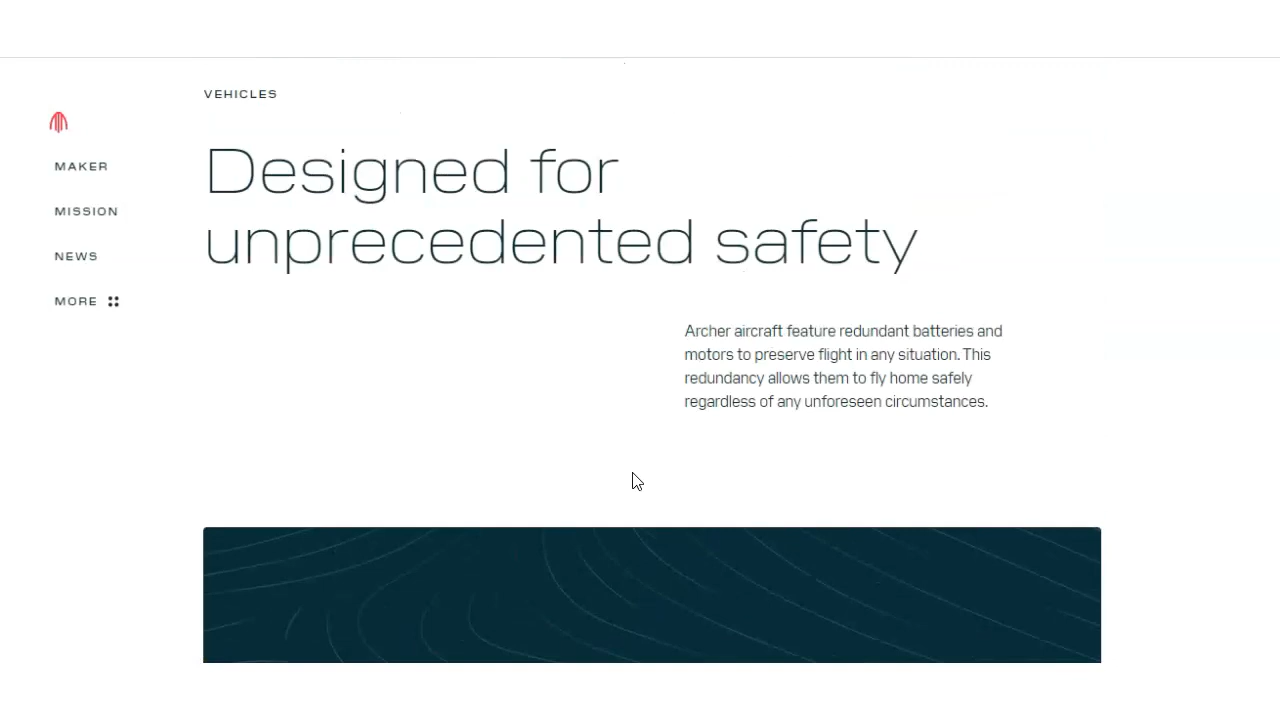 VEHICLES
MAKER
MISSION
NEWS
MORE
Designed for
unprecedented safety
Archer aircraft feature redundant batteries and
motors to preserve flight in any situation. This
redundancy allows them to fly home safely
regardless of any unforeseen circumstances.